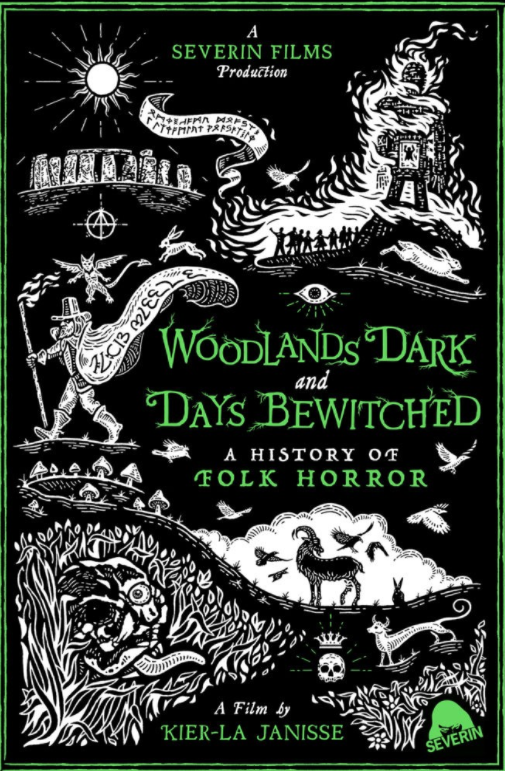 A
SEVERIN FILMS
Production
WOODLANDS DARK
and
DAYS BEWITCHED
A HISTORY OF
FOLK HORROR
A Film by
KIER-LA JANISSE
SEVERIN